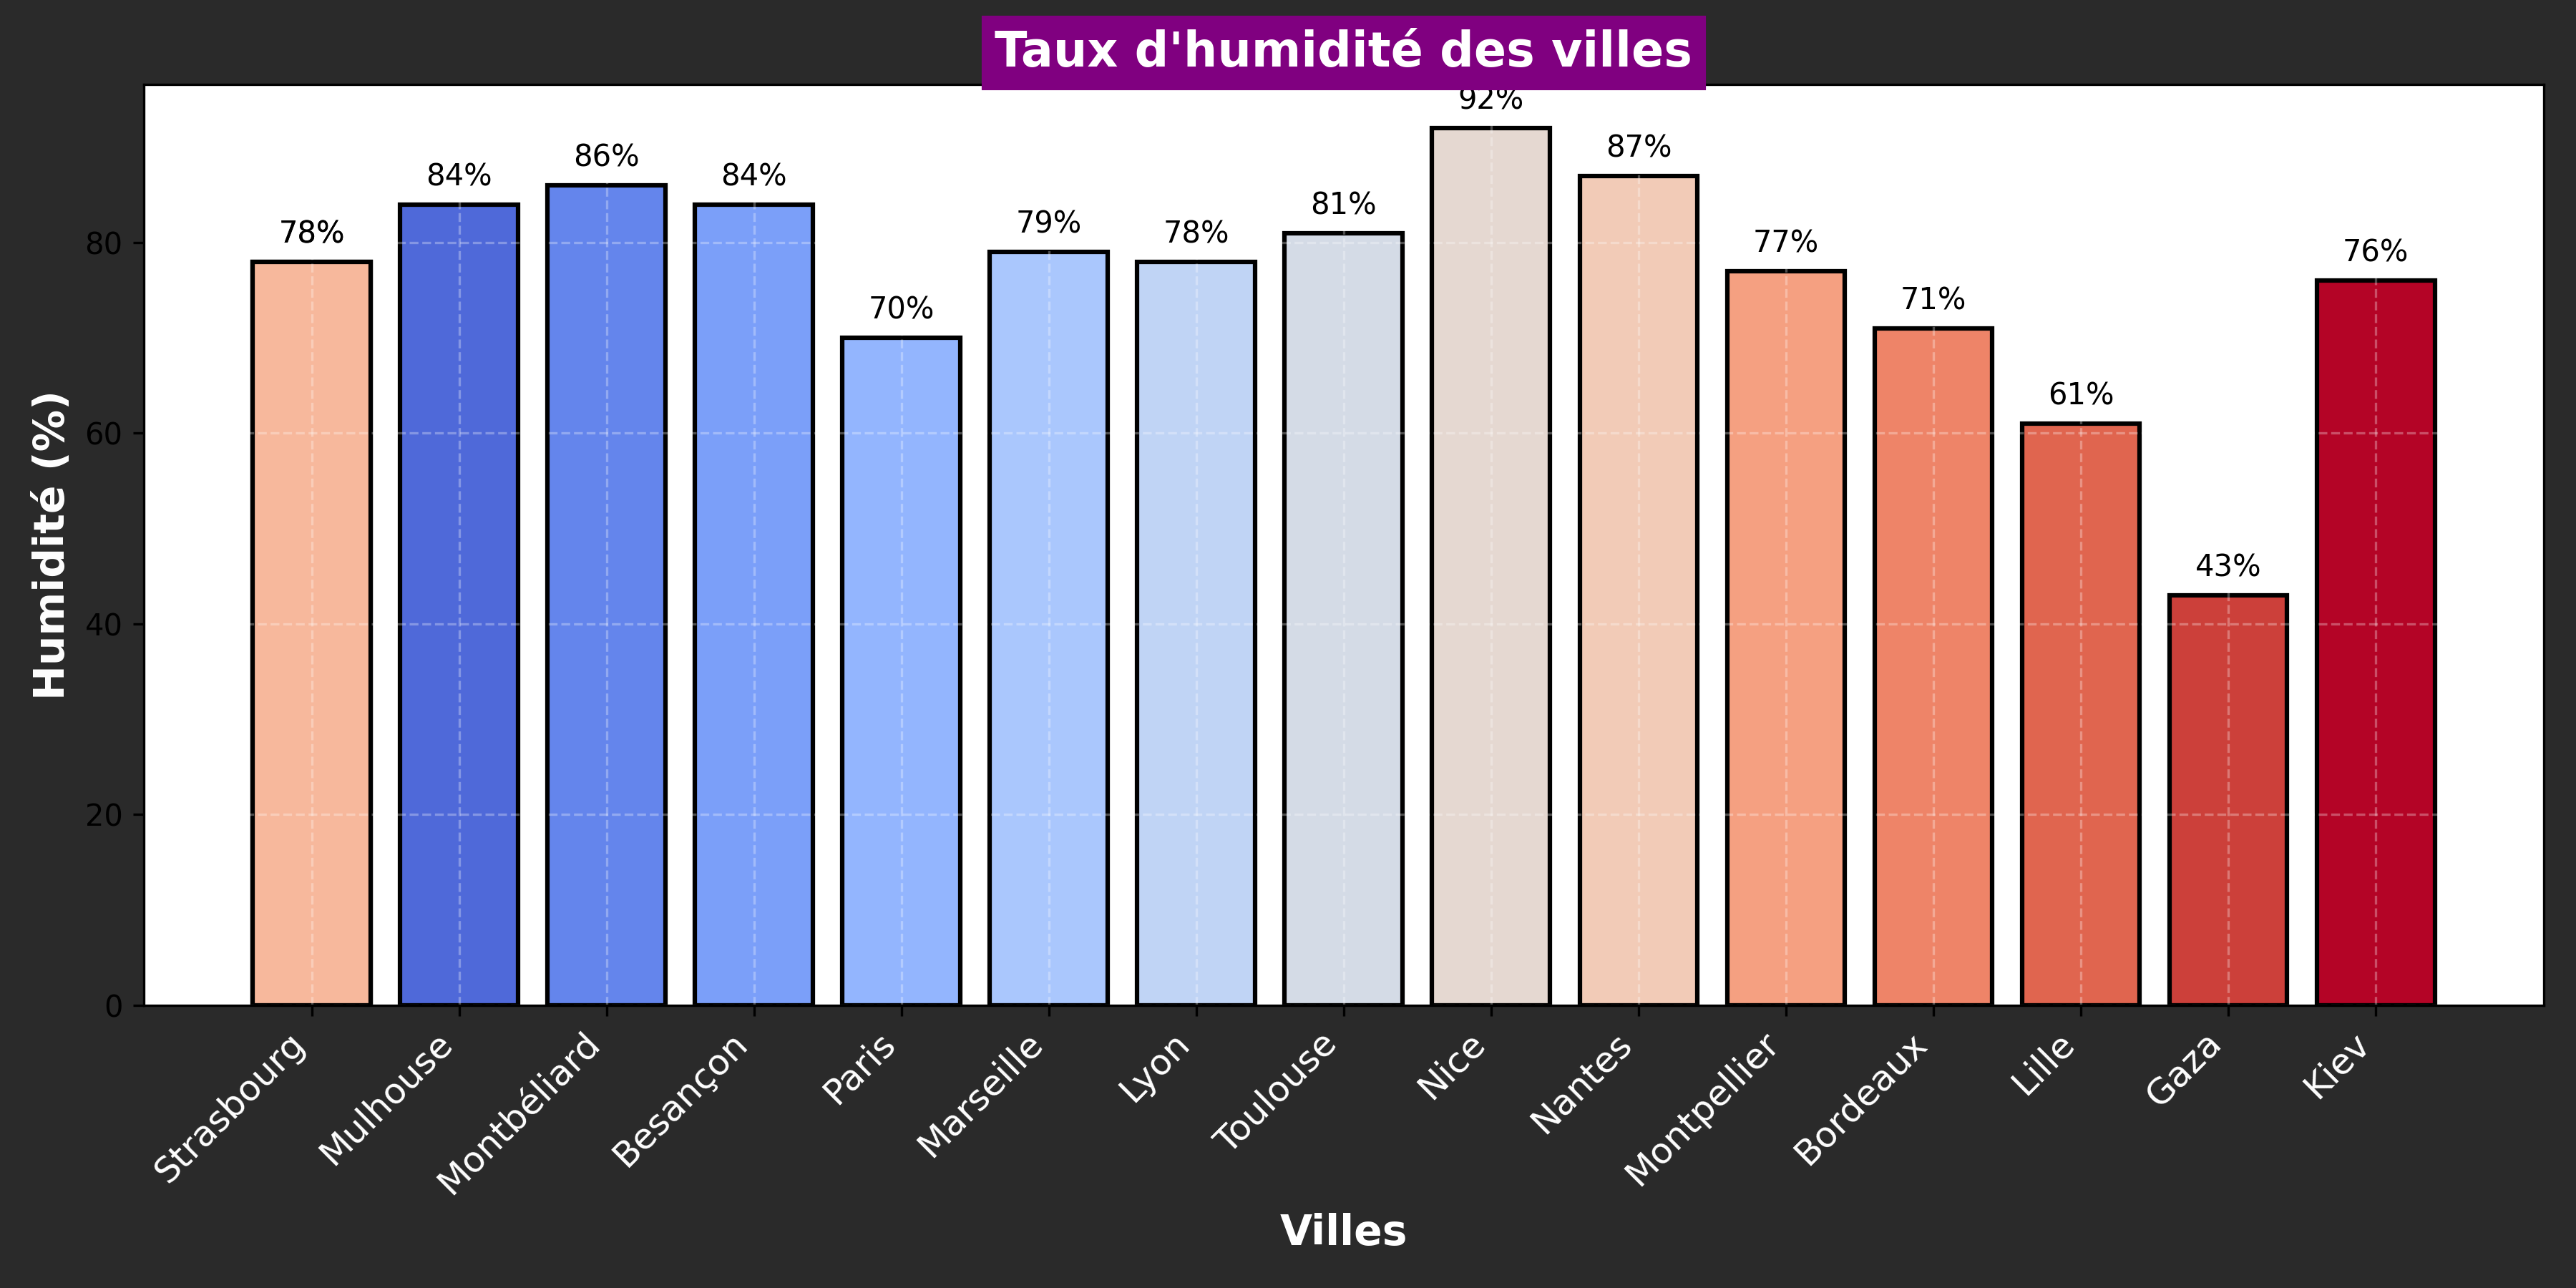 Taux d'humidité des villes
92%
87%
86%
84%
84%
81%
79%
78%
78%
77%
76%
71%
70%
61%
43%
Humidité (%)
80
60
40
20
0
Strasbourg
Mulhouse
Montbéliard
Besançon
Paris
Marseille
Lyon
Toulouse
Nice
Nantes
Montpellier
Bordeaux
Lille
Gaza
Kiev
Villes